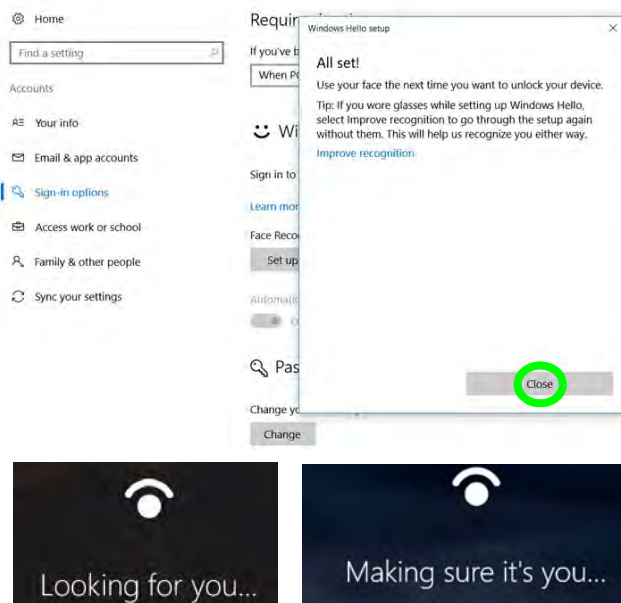 Home
Find a setting
Accounts
Your info
Email & app accounts
Sign-in options
Access work or school
Family & other people
Sync your settings
If you've b
When PC
Sign in to
Learn mor
Face Reco
Set up
Automatic
Change yo
Change
Windows Hello setup
All set!
Use your face the next time you want to unlock your device.
Tip: If you wore glasses while setting up Windows Hello,
select Improve recognition to go through the setup again
without them. This will help us recognize you either way.
Improve recognition
Close
Looking for you...
Making sure it's you...